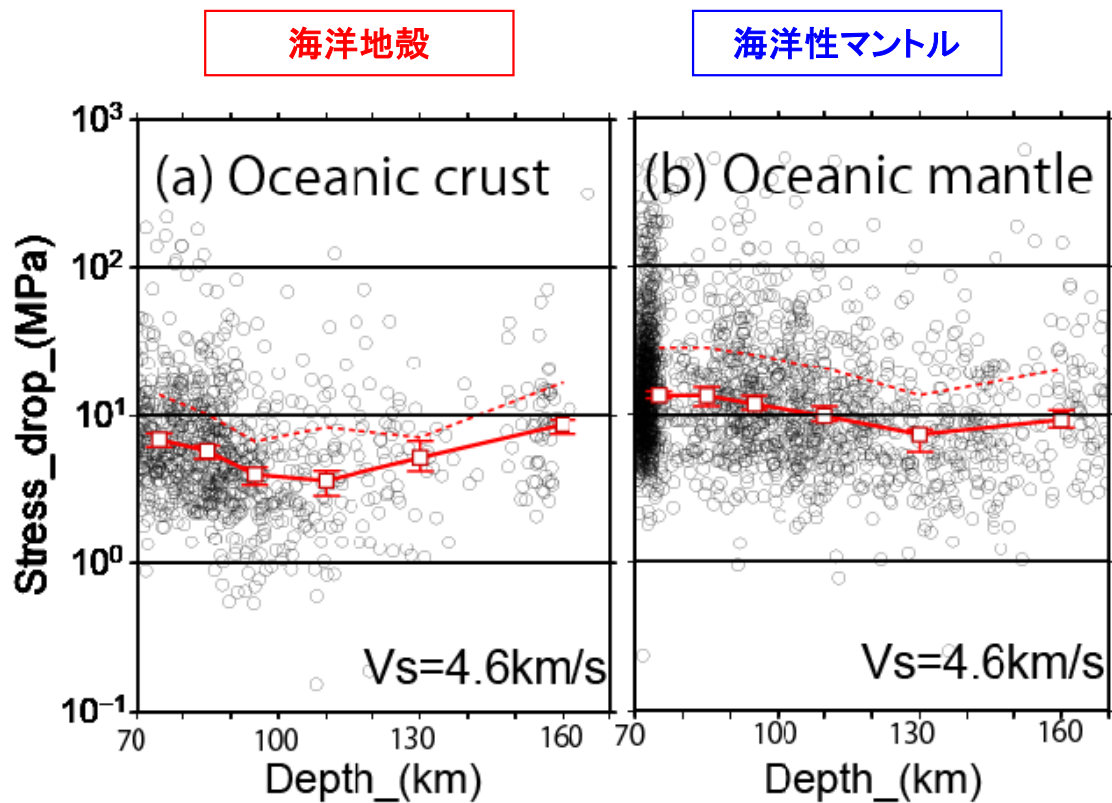 海洋地殻
海洋性マントル
(a) Oceanic crust
(b) Oceanic mantle
Stress_drop_(MPa)
10³
10²
10¹
10⁰
10⁻¹
Vs=4.6km/s
Vs=4.6km/s
70 100 130 160
70 100 130 160
Depth_(km)
Depth_(km)